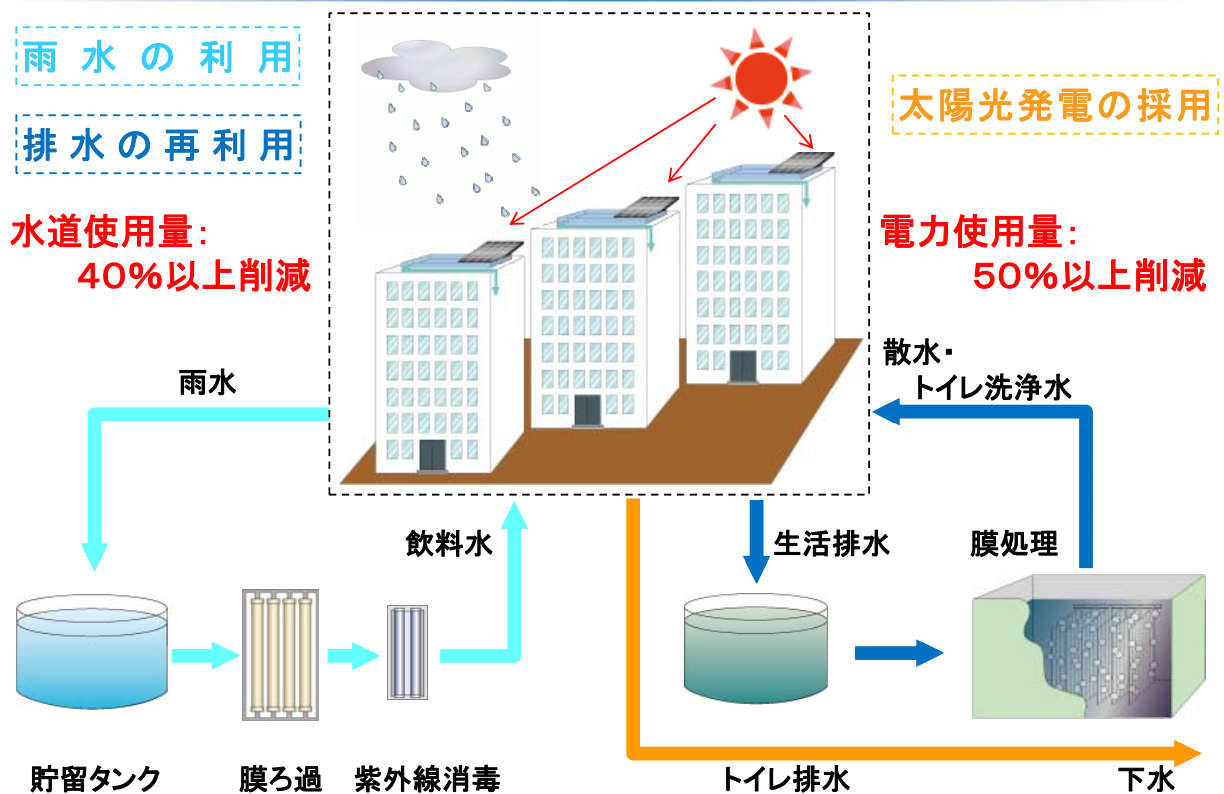 雨水の利用
排水の再利用
太陽光発電の採用
水道使用量：
40％以上削減
電力使用量：
50％以上削減
雨水
散水・
トイレ洗浄水
飲料水
生活排水
膜処理
貯留タンク
膜ろ過
紫外線消毒
トイレ排水
下水